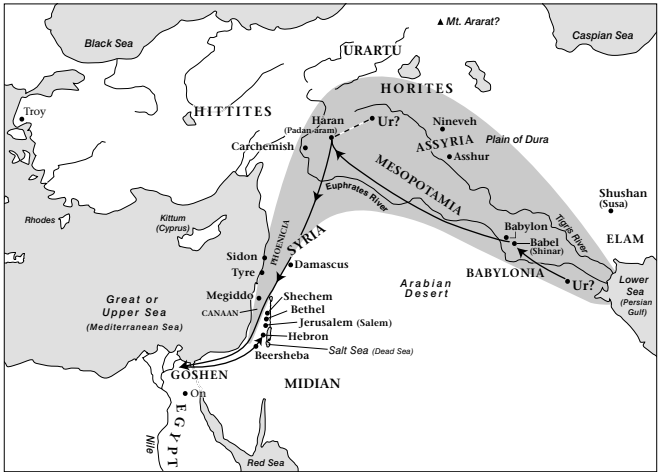 ▲ Mt. Ararat?
Black Sea
Caspian Sea
URARTU
HORITES
HITTITES
Troy
Haran
(Padan-aram)
Ur?
Nineveh
ASSYRIA
Plain of Dura
Carchemish
Asshur
MESOPOTAMIA
Euphrates River
Shushan
(Susa)
Rhodes
Kittum
(Cyprus)
PHOENICIA
SYRIA
Tigris River
Babylon
Babel
(Shinar)
ELAM
Sidon
Tyre
Damascus
BABYLONIA
Ur?
Lower
Sea
(Persian
Gulf)
Arabian
Desert
Great or
Upper Sea
(Mediterranean Sea)
Megiddo
CANAAN
Shechem
Bethel
Jerusalem (Salem)
Hebron
Salt Sea (Dead Sea)
Beersheba
GOSHEN
MIDIAN
On
EGYPT
Nile
Red Sea